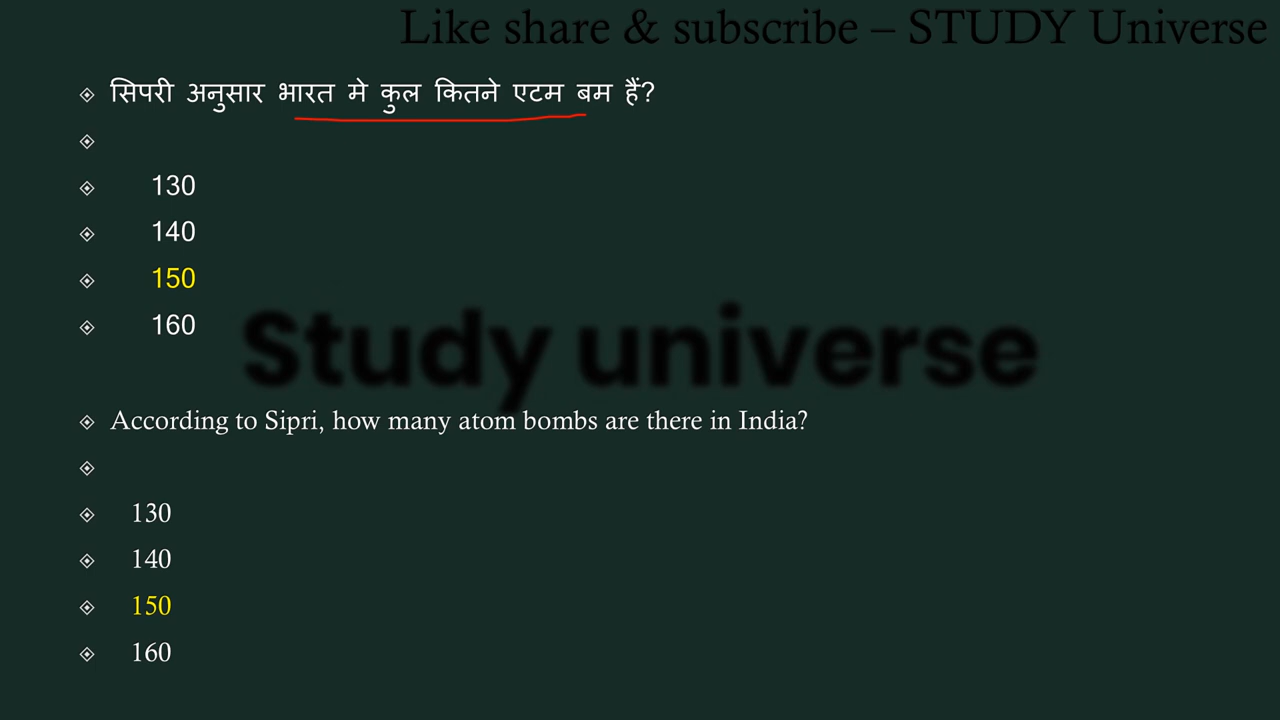 Like share & subscribe – STUDY Universe
सिपरी अनुसार भारत मे कुल कितने एटम बम हैं?
130
140
150
160
Study universe
According to Sipri, how many atom bombs are there in India?
130
140
150
160